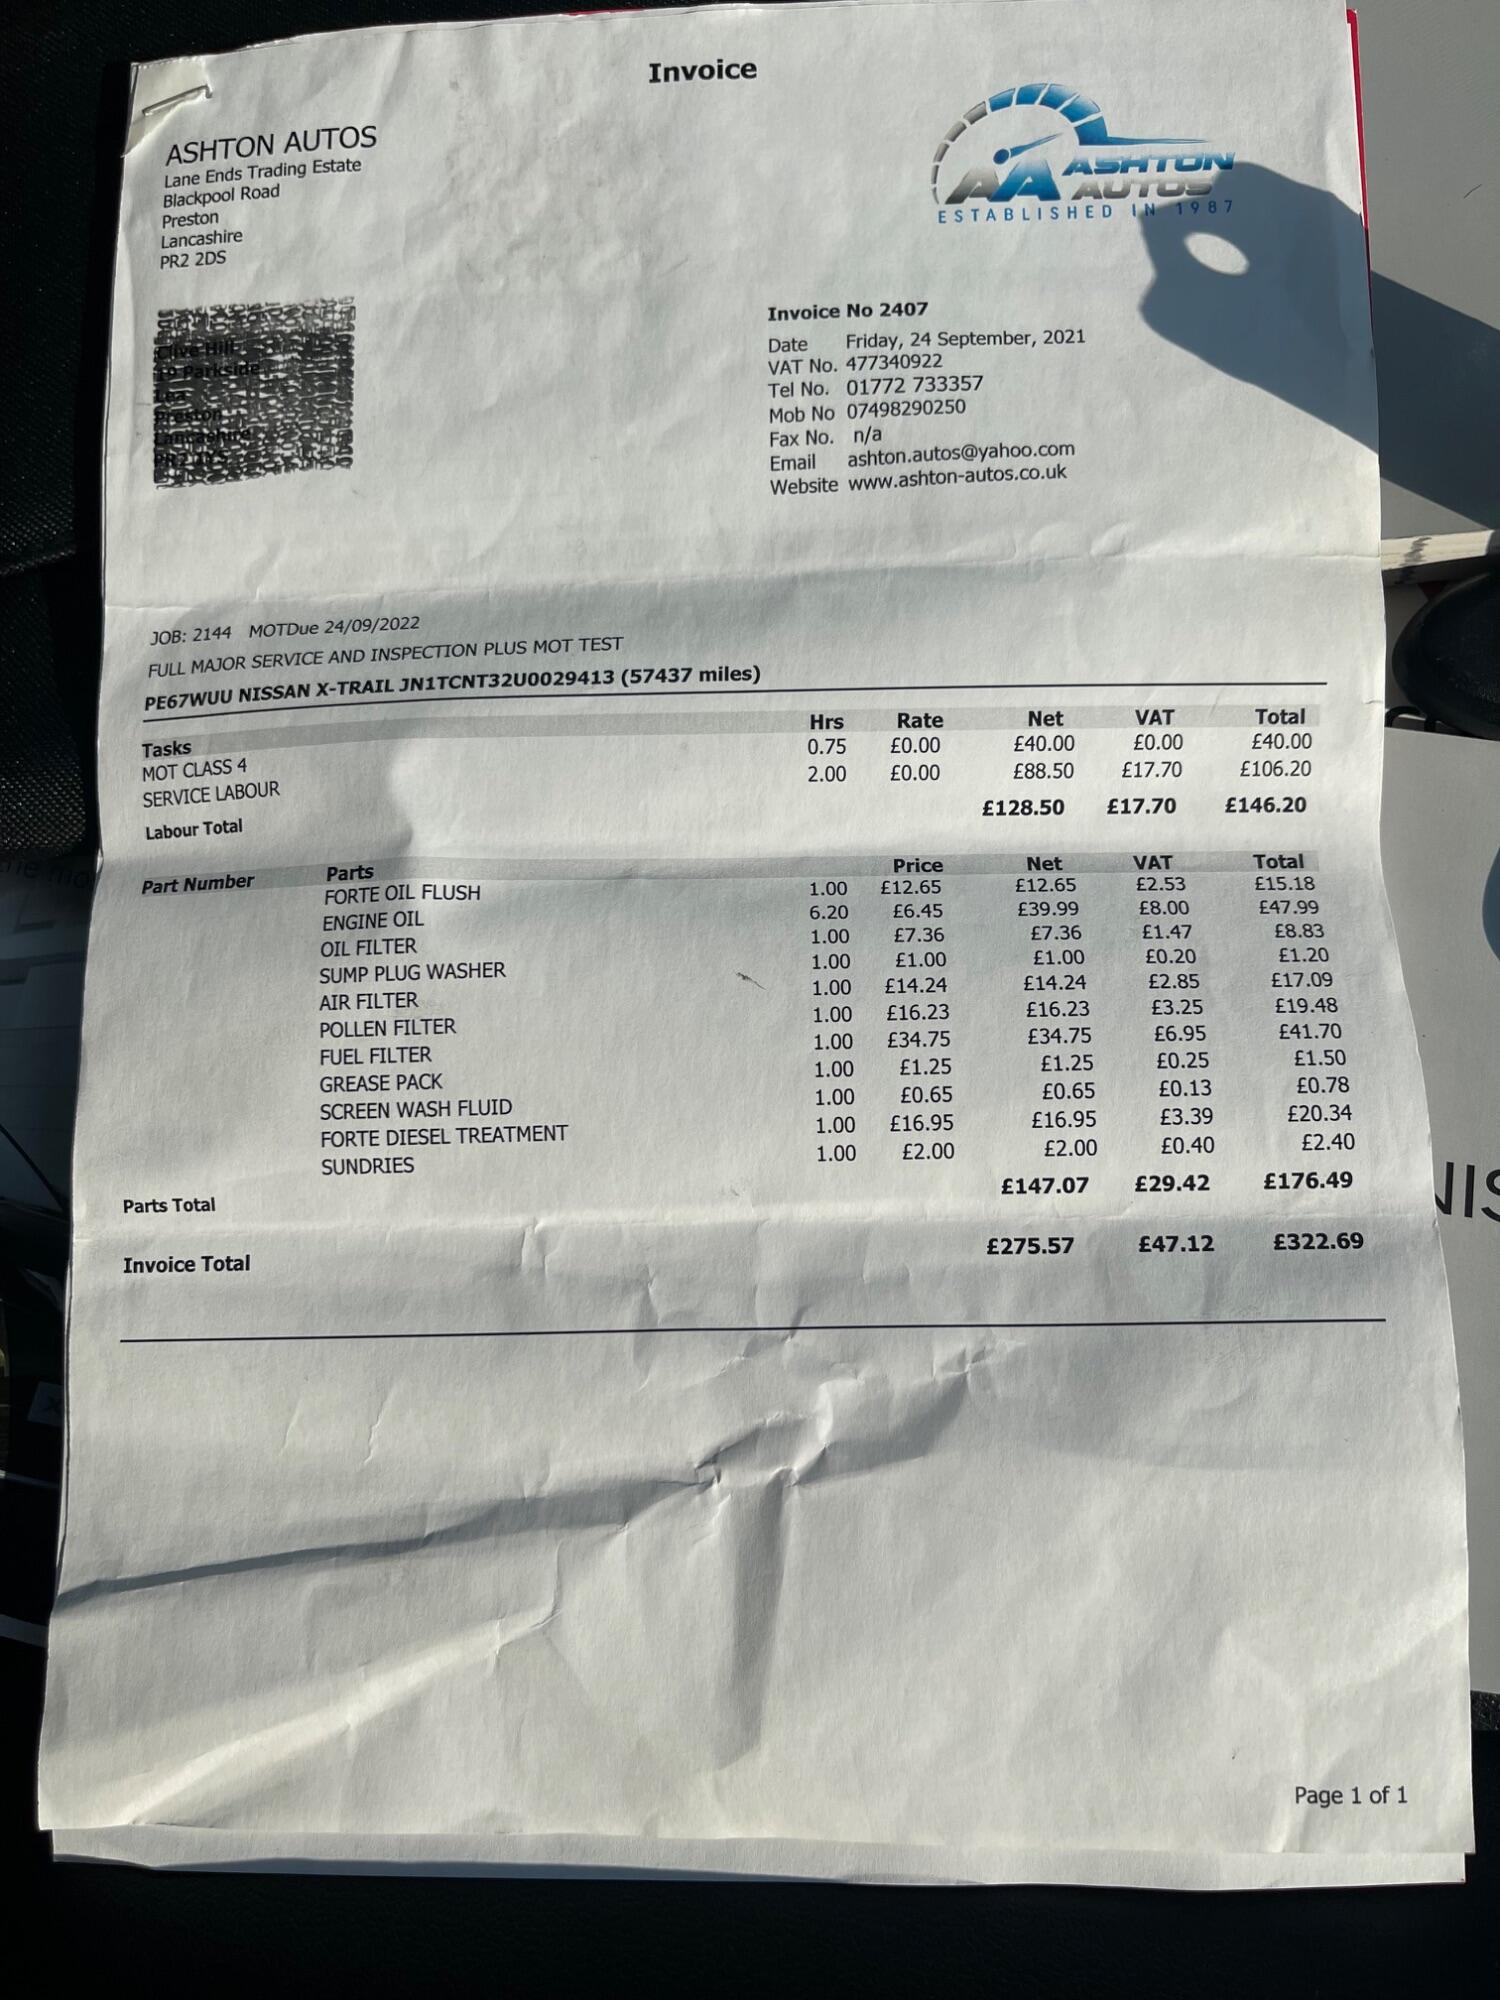 Invoice
ASHTON AUTOS
Lane Ends Trading Estate
Blackpool Road
Preston
Lancashire
PR2 2DS
AA ASHTON AUTOS
ESTABLISHED IN 1987
Invoice No 2407
Date Friday, 24 September, 2021
VAT No. 477340922
Tel No. 01772 733357
Mob No 07498290250
Fax No. n/a
Email ashton.autos@yahoo.com
Website www.ashton-autos.co.uk
JOB: 2144 MOTDue 24/09/2022
FULL MAJOR SERVICE AND INSPECTION PLUS MOT TEST
PE67WUU NISSAN X-TRAIL JN1TCNT32U0029413 (57437 miles)
Tasks Hrs Rate Net VAT Total
MOT CLASS 4 0.75 £0.00 £40.00 £0.00 £40.00
SERVICE LABOUR 2.00 £0.00 £88.50 £17.70 £106.20
Labour Total £128.50 £17.70 £146.20
Part Number Parts Price Net VAT Total
FORTE OIL FLUSH 1.00 £12.65 £12.65 £2.53 £15.18
ENGINE OIL 6.20 £6.45 £39.99 £8.00 £47.99
OIL FILTER 1.00 £7.36 £7.36 £1.47 £8.83
SUMP PLUG WASHER 1.00 £1.00 £1.00 £0.20 £1.20
AIR FILTER 1.00 £14.24 £14.24 £2.85 £17.09
POLLEN FILTER 1.00 £16.23 £16.23 £3.25 £19.48
FUEL FILTER 1.00 £34.75 £34.75 £6.95 £41.70
GREASE PACK 1.00 £1.25 £1.25 £0.25 £1.50
SCREEN WASH FLUID 1.00 £0.65 £0.65 £0.13 £0.78
FORTE DIESEL TREATMENT 1.00 £16.95 £16.95 £3.39 £20.34
SUNDRIES 1.00 £2.00 £2.00 £0.40 £2.40
Parts Total £147.07 £29.42 £176.49
Invoice Total £275.57 £47.12 £322.69
Page 1 of 1